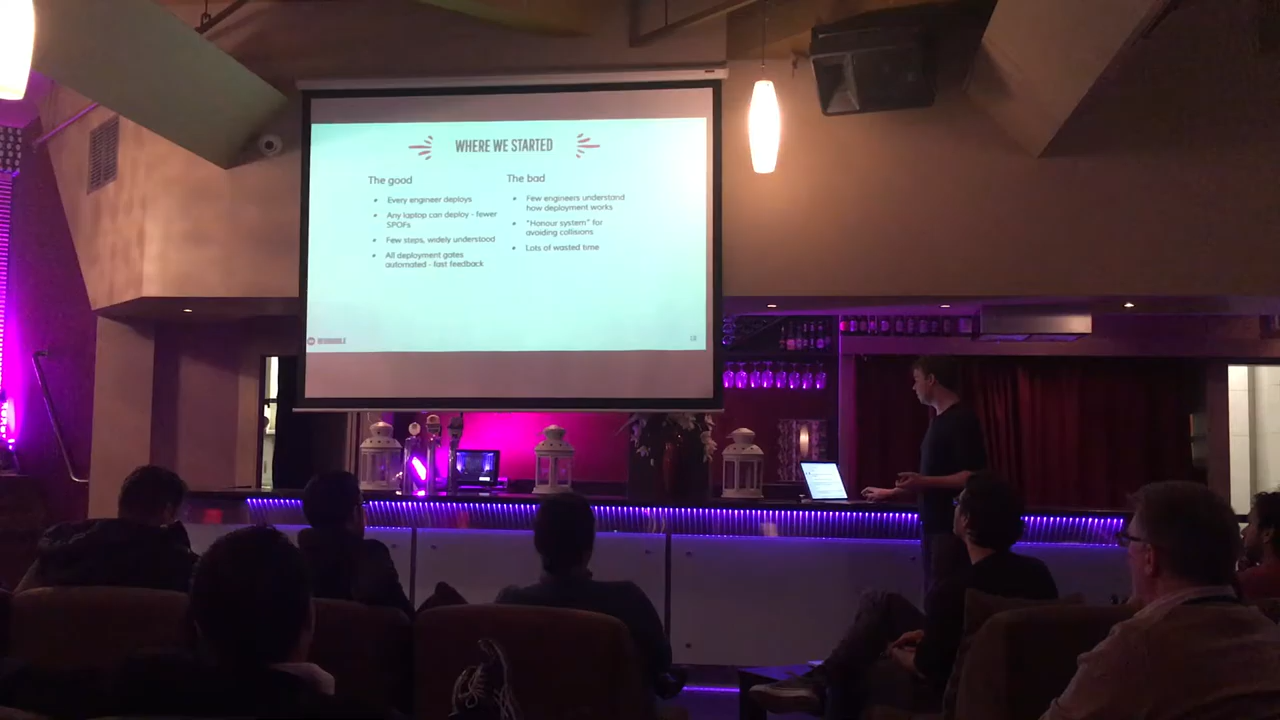 WHERE WE STARTED
The good
Every engineer deploys
Any laptop can deploy - fewer
SPOFs
Few steps, widely understood
All deployment gates
automated - fast feedback
The bad
Few engineers understand
how deployment works
"Honour system" for
avoiding collisions
Lots of wasted time